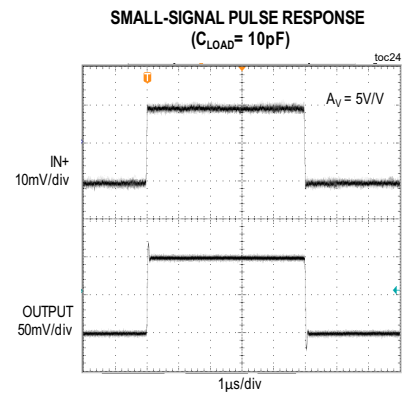 SMALL-SIGNAL PULSE RESPONSE
(CLOAD= 10pF)
toc24
T
AV = 5V/V
IN+
10mV/div
OUTPUT
50mV/div
1µs/div